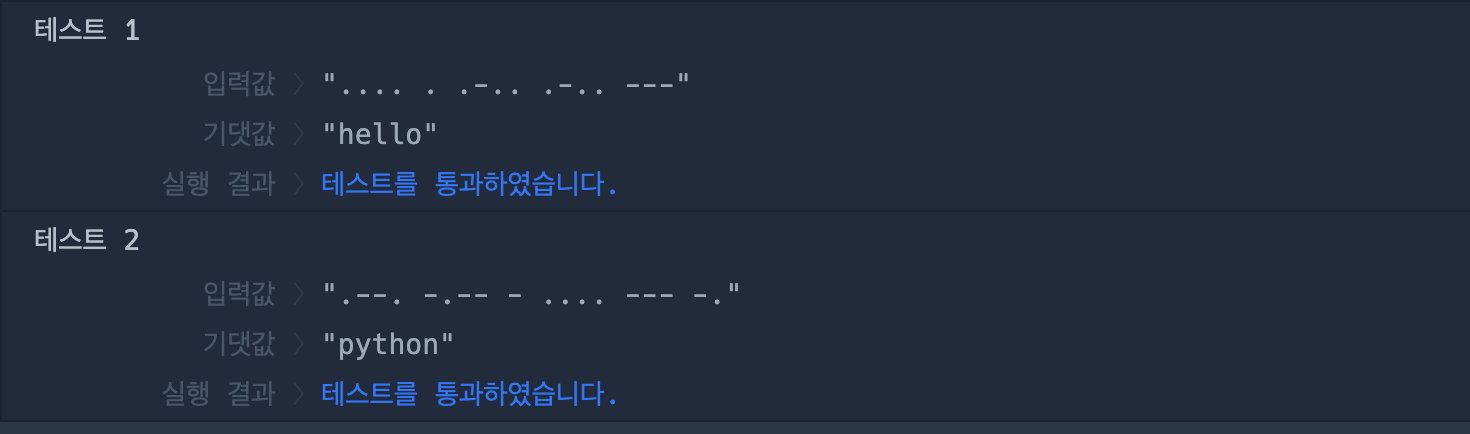 테스트 1
입력값 > ".... . .-.. .-.. ---"
기댓값 > "hello"
실행 결과 > 테스트를 통과하였습니다.
테스트 2
입력값 > ".--. -.-- - .... --- -."
기댓값 > "python"
실행 결과 > 테스트를 통과하였습니다.